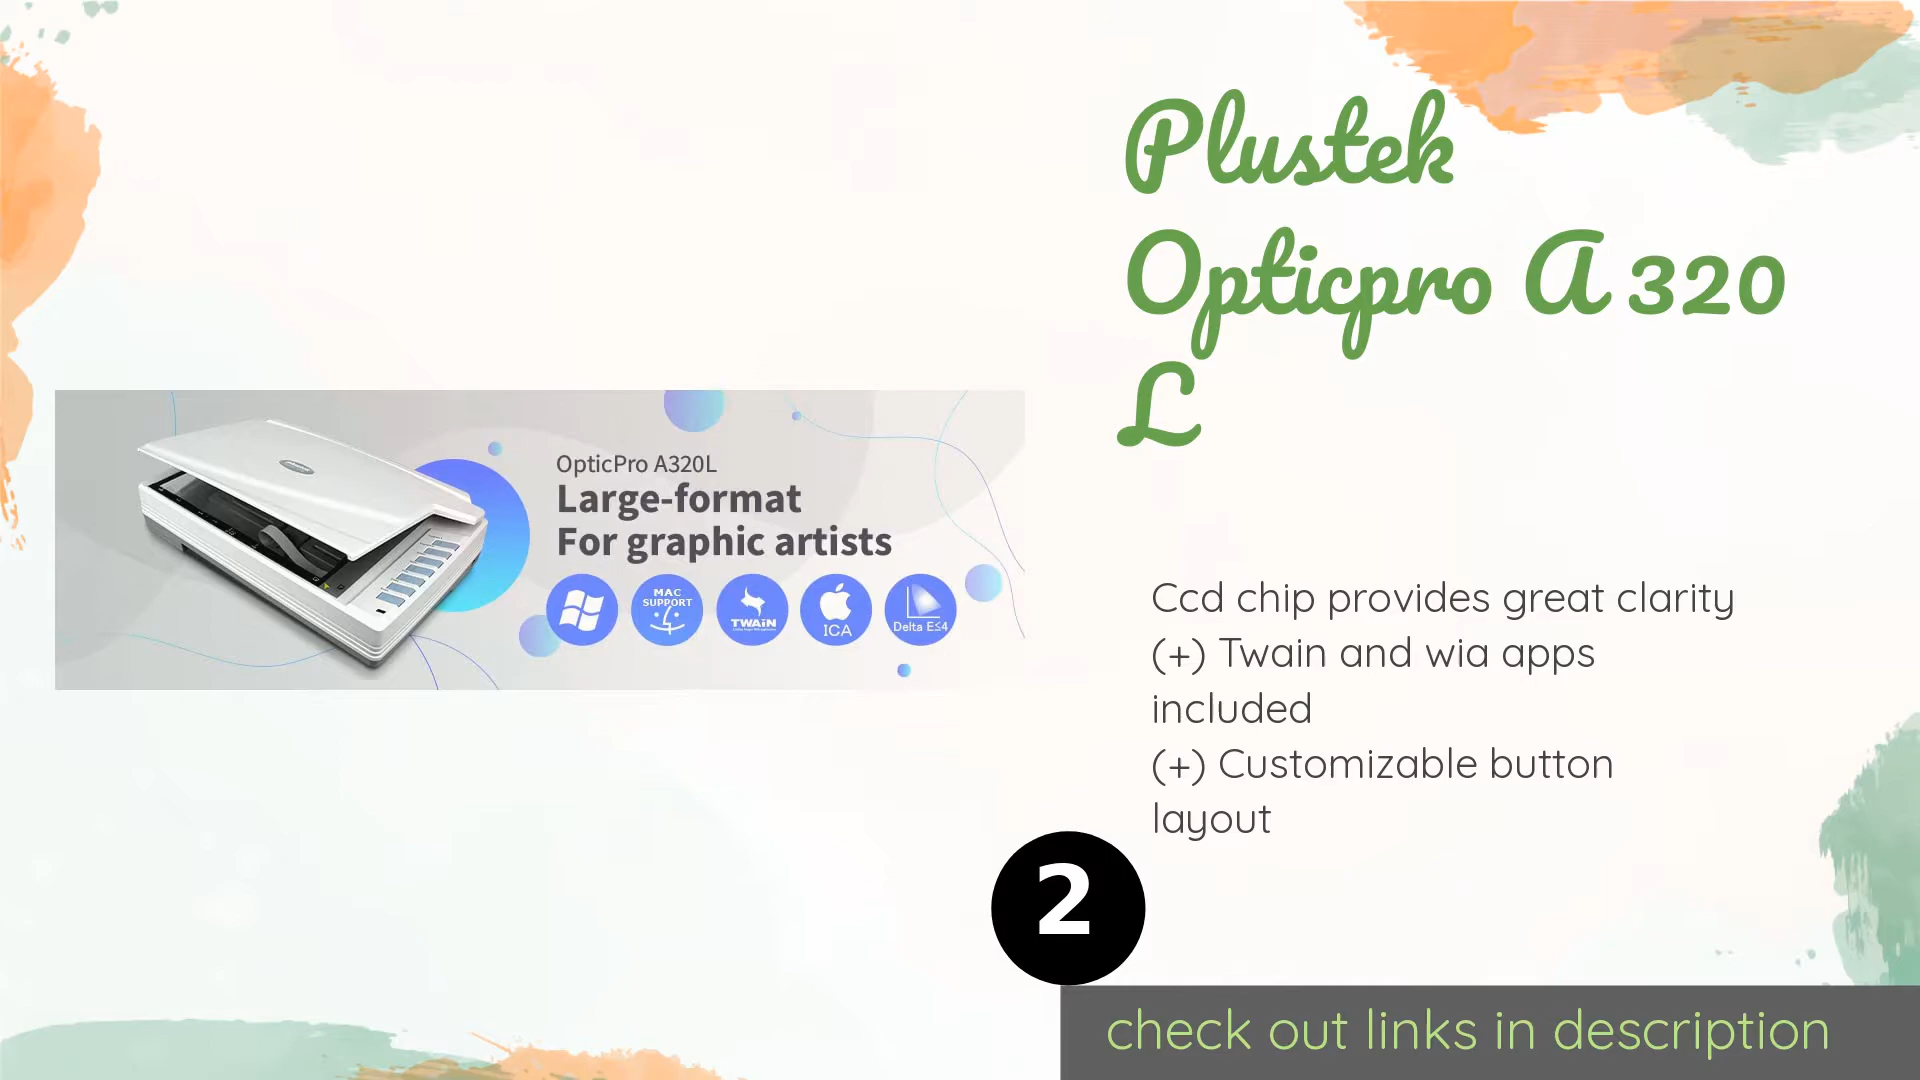 Plustek
Opticpro A 320
L
OpticPro A320L
Large-format
For graphic artists
MAC
SUPPORT
TWAIN
ICA
Delta E≤4
Ccd chip provides great clarity
(+) Twain and wia apps
included
(+) Customizable button
layout
2
check out links in description